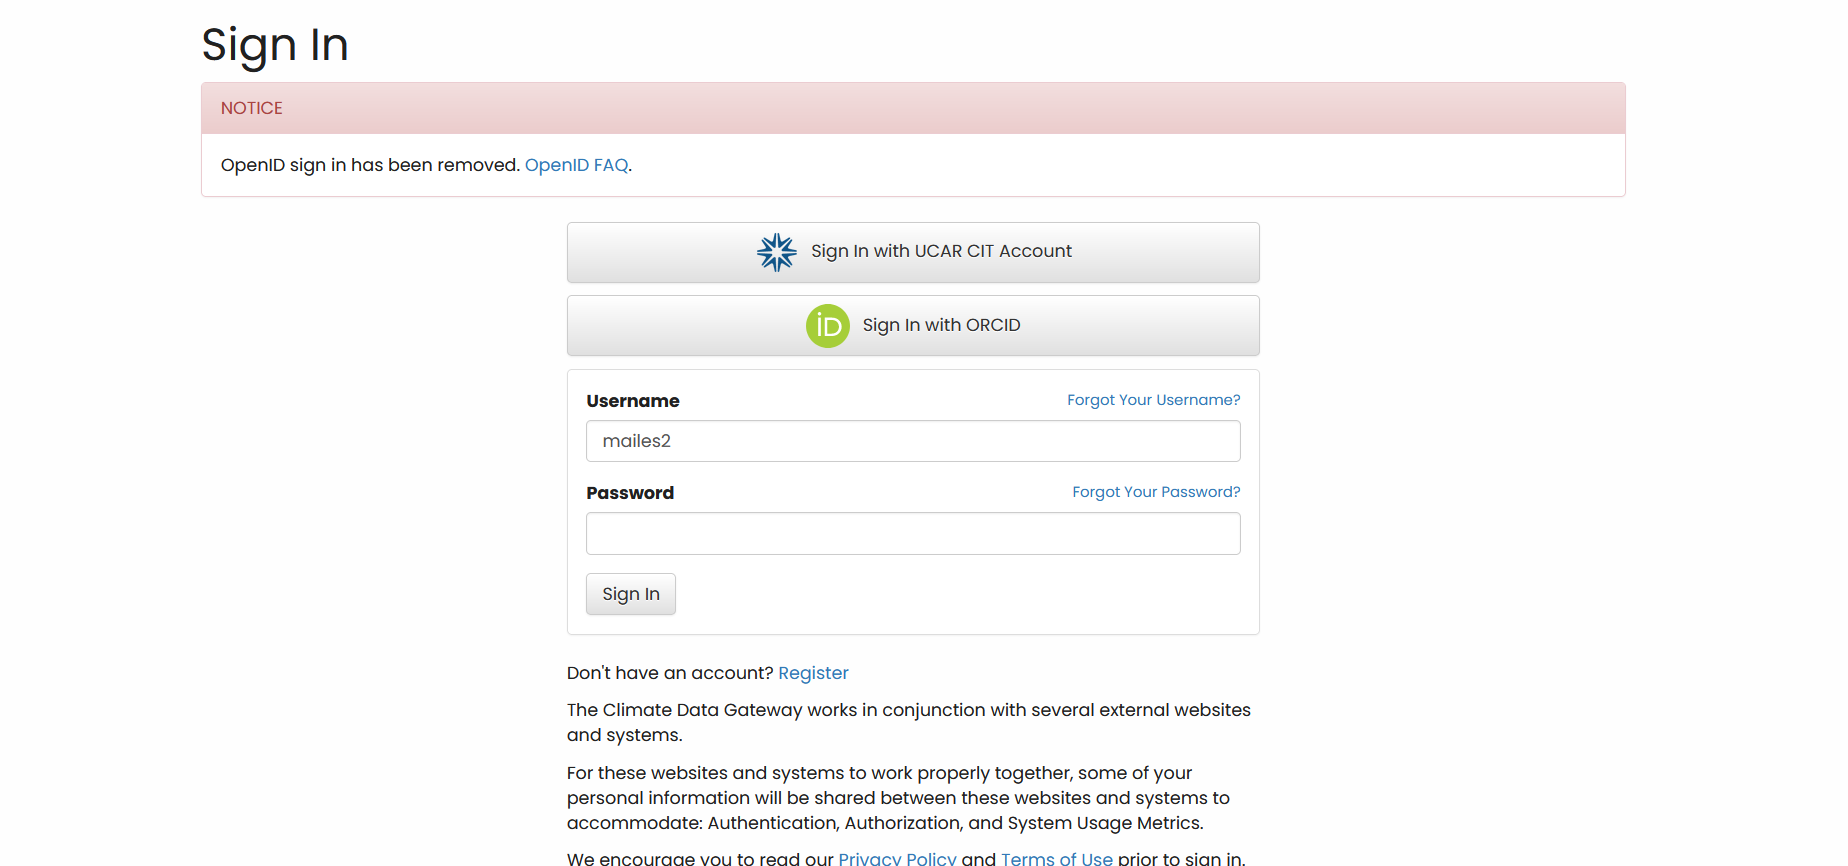 Sign In
NOTICE
OpenID sign in has been removed. OpenID FAQ.
Sign In with UCAR CIT Account
iD Sign In with ORCID
Username Forgot Your Username?
mailes2
Password Forgot Your Password?
Sign In
Don't have an account? Register
The Climate Data Gateway works in conjunction with several external websites
and systems.
For these websites and systems to work properly together, some of your
personal information will be shared between these websites and systems to
accommodate: Authentication, Authorization, and System Usage Metrics.
We encourage you to read our Privacy Policy and Terms of Use prior to sign in.